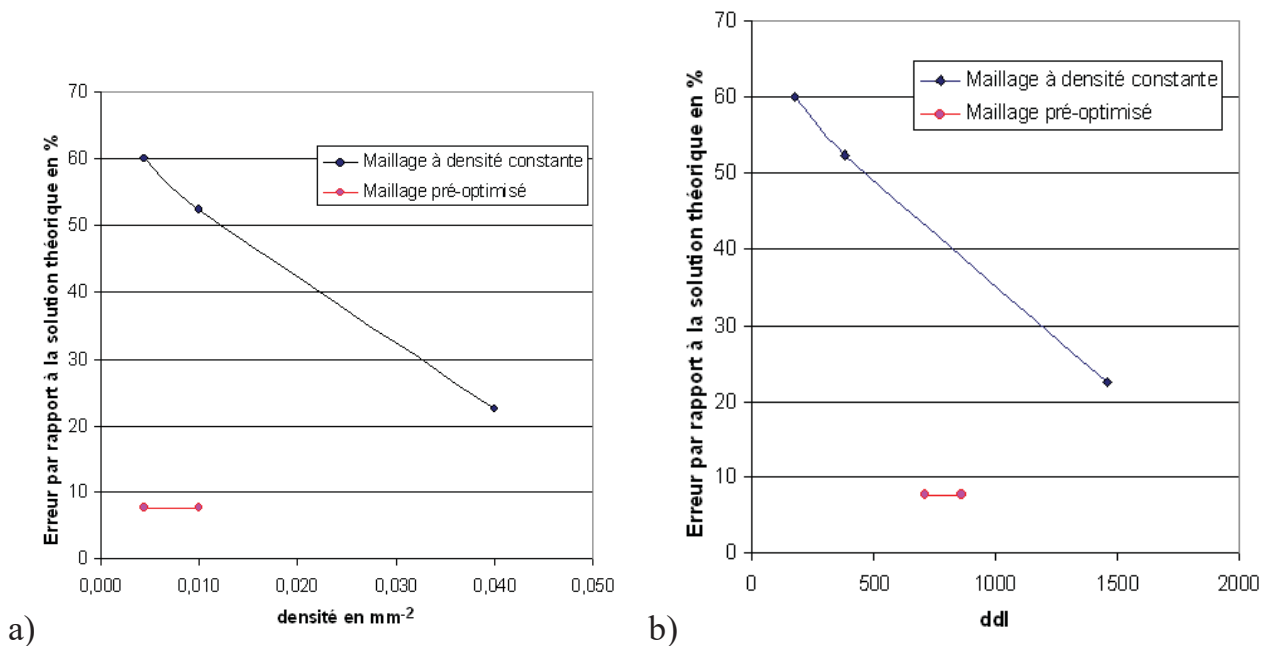 70
60
50
40
30
20
10
0
Erreur par rapport à la solution théorique en %
Maillage à densité constante
Maillage pré-optimisé
0,000
0,010
0,020
0,030
0,040
0,050
densité en mm-2
a)
70
60
50
40
30
20
10
0
Erreur par rapport à la solution théorique en %
Maillage à densité constante
Maillage pré-optimisé
0
500
1000
1500
2000
ddl
b)